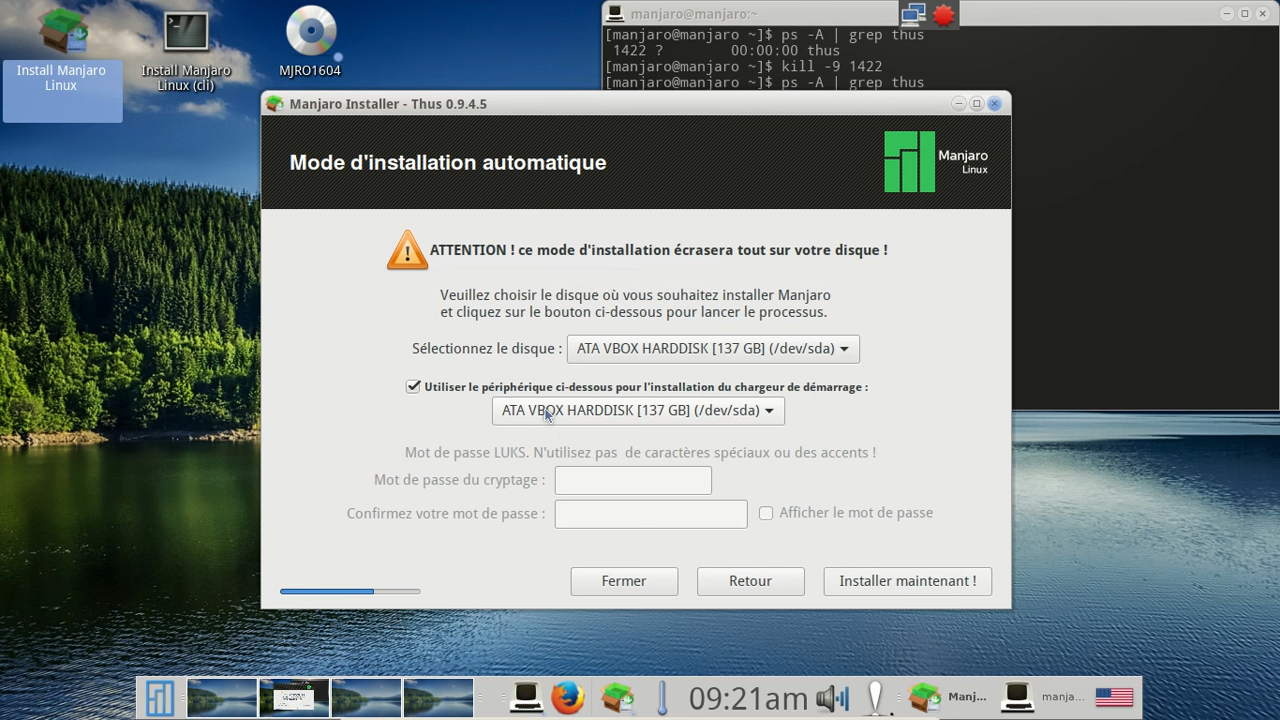 Install Manjaro
Linux
Install Manjaro
Linux (cli)
MJRO1604
manjaro@manjaro:~
[manjaro@manjaro ~]$ ps -A | grep thus
1422 ?        00:00:00 thus
[manjaro@manjaro ~]$ kill -9 1422
[manjaro@manjaro ~]$ ps -A | grep thus
Manjaro Installer - Thus 0.9.4.5
Mode d'installation automatique
Manjaro
Linux
ATTENTION ! ce mode d'installation écrasera tout sur votre disque !
Veuillez choisir le disque où vous souhaitez installer Manjaro
et cliquez sur le bouton ci-dessous pour lancer le processus.
Sélectionnez le disque : ATA VBOX HARDDISK [137 GB] (/dev/sda)
Utiliser le périphérique ci-dessous pour l'installation du chargeur de démarrage :
ATA VBOX HARDDISK [137 GB] (/dev/sda)
Mot de passe LUKS. N'utilisez pas  de caractères spéciaux ou des accents !
Mot de passe du cryptage :
Confirmez votre mot de passe : Afficher le mot de passe
Fermer Retour Installer maintenant !
09:21am Manj... manja...